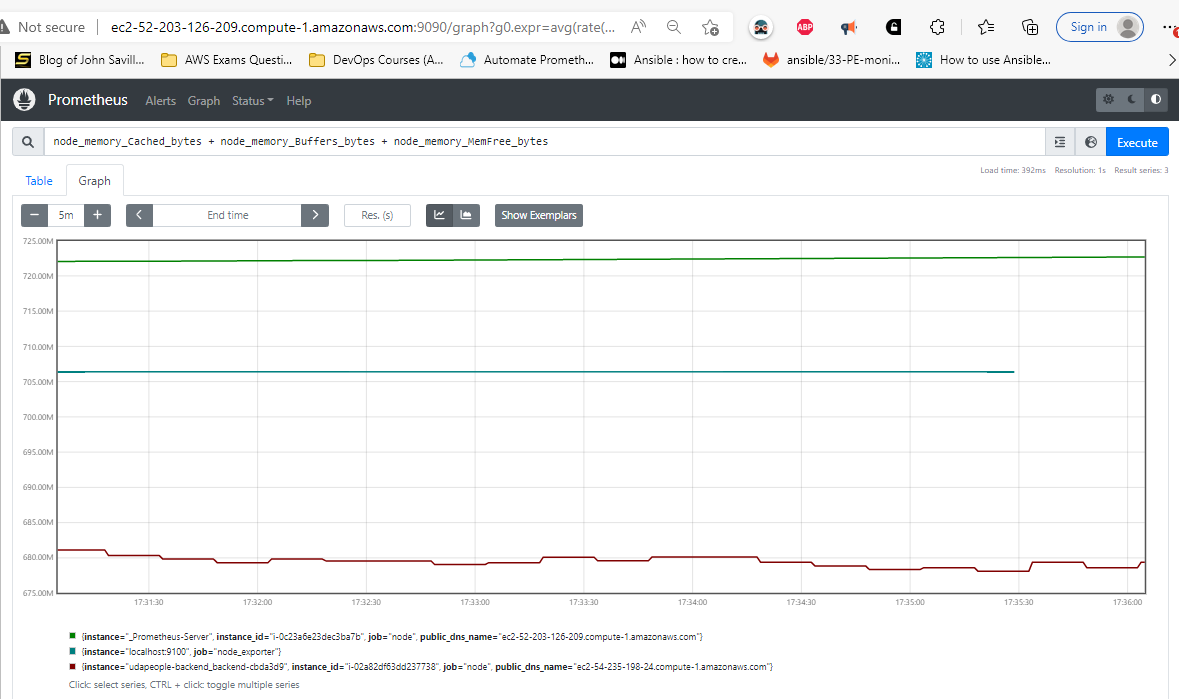 Not secure ec2-52-203-126-209.compute-1.amazonaws.com:9090/graph?g0.expr=avg(rate(... ABP Sign in
Blog of John Savill... AWS Exams Questi... DevOps Courses (A... Automate Prometh... Ansible : how to cre... ansible/33-PE-moni... How to use Ansible...
Prometheus Alerts Graph Status Help
node_memory_Cached_bytes + node_memory_Buffers_bytes + node_memory_MemFree_bytes Execute
Load time: 392ms Resolution: 1s Result series: 3
Table Graph
− 5m + End time Res. (s) Show Exemplars
725.00M
720.00M
715.00M
710.00M
705.00M
700.00M
695.00M
690.00M
685.00M
680.00M
675.00M
17:31:30 17:32:00 17:32:30 17:33:00 17:33:30 17:34:00 17:34:30 17:35:00 17:35:30 17:36:00
{instance="_Prometheus-Server", instance_id="i-0c23a6e23dec3ba7b", job="node", public_dns_name="ec2-52-203-126-209.compute-1.amazonaws.com"}
{instance="localhost:9100", job="node_exporter"}
{instance="udapeople-backend_backend-cbda3d9", instance_id="i-02a82df63dd237738", job="node", public_dns_name="ec2-54-235-198-24.compute-1.amazonaws.com"}
Click: select series, CTRL + click: toggle multiple series